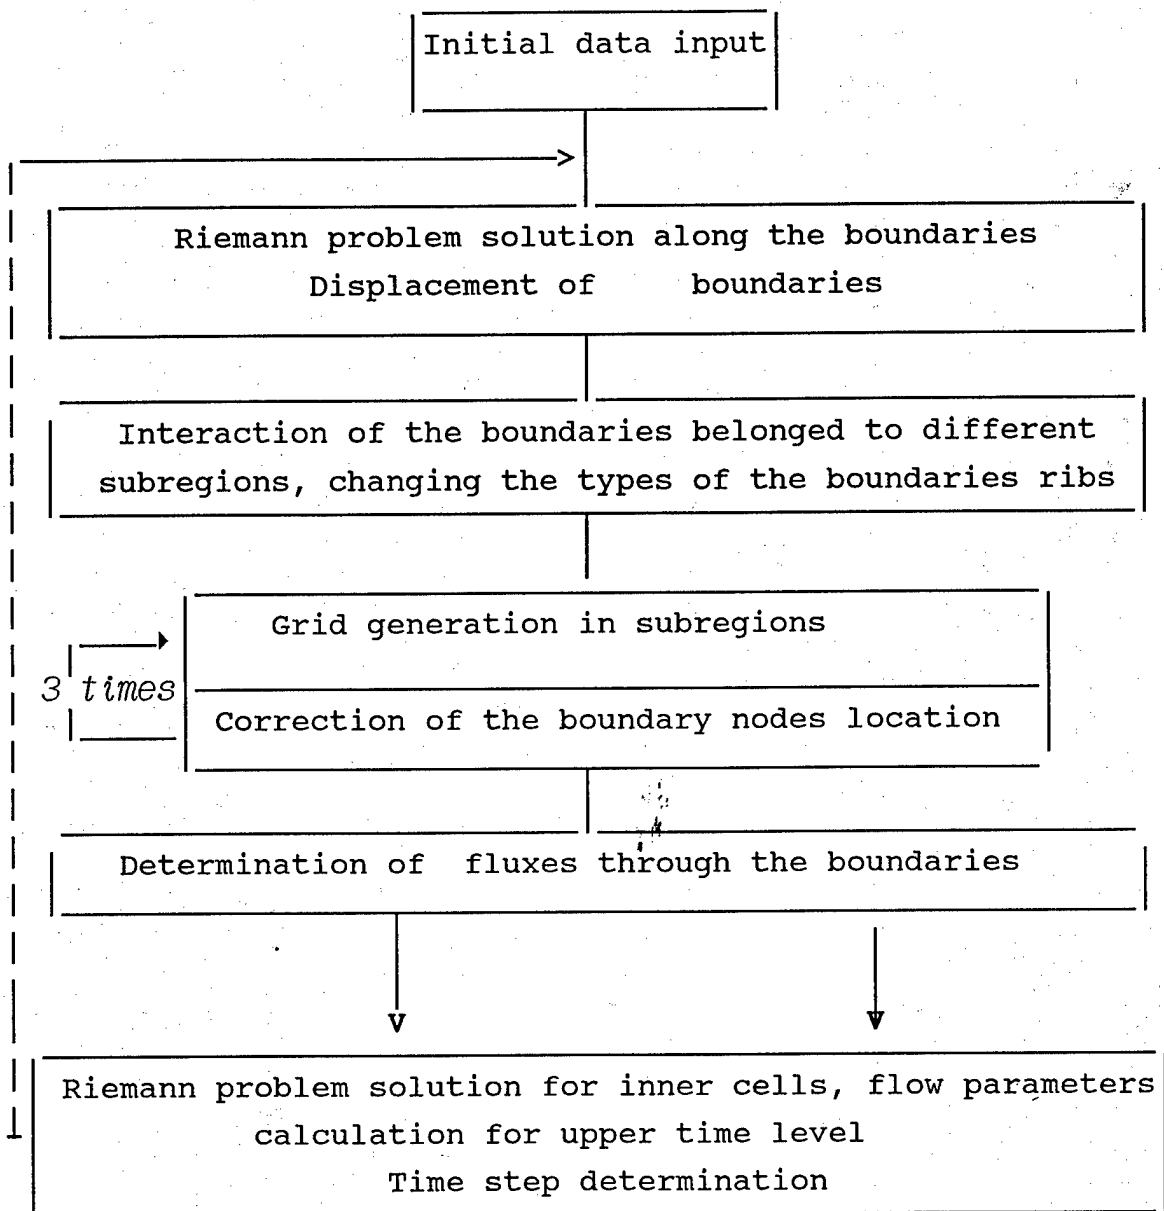 Initial data input
Riemann problem solution along the boundaries
Displacement of boundaries
Interaction of the boundaries belonged to different
subregions, changing the types of the boundaries ribs
Grid generation in subregions
3 times
Correction of the boundary nodes location
Determination of fluxes through the boundaries
Riemann problem solution for inner cells, flow parameters
calculation for upper time level
Time step determination